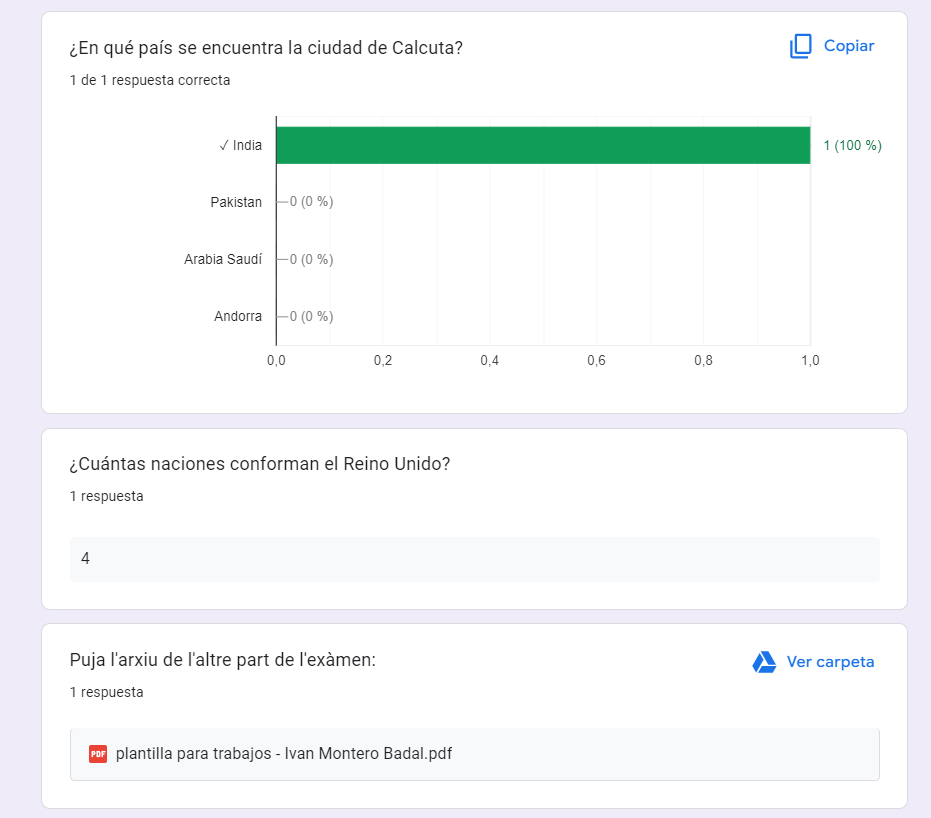 ¿En qué país se encuentra la ciudad de Calcuta?
Copiar
1 de 1 respuesta correcta
✓ India
1 (100 %)
Pakistan
0 (0 %)
Arabia Saudí
0 (0 %)
Andorra
0 (0 %)
0,0 0,2 0,4 0,6 0,8 1,0
¿Cuántas naciones conforman el Reino Unido?
1 respuesta
4
Puja l'arxiu de l'altre part de l'exàmen:
Ver carpeta
1 respuesta
PDF plantilla para trabajos - Ivan Montero Badal.pdf